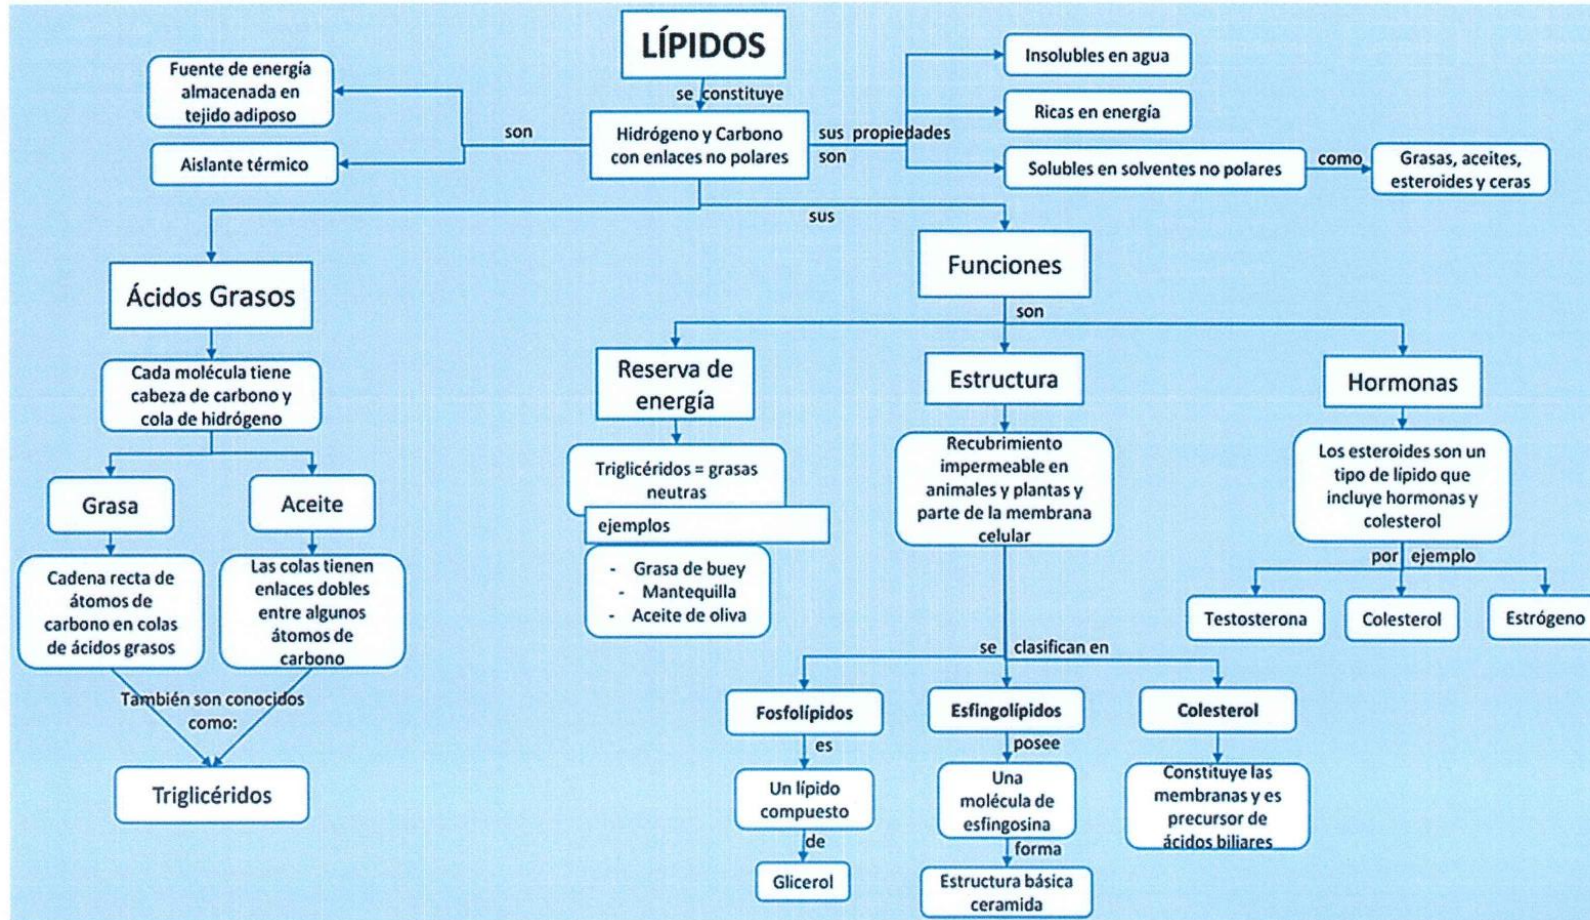 LÍPIDOS
se constituye
Hidrógeno y Carbono
con enlaces no polares
son
Fuente de energía
almacenada en
tejido adiposo
Aislante térmico
sus propiedades
son
Insolubles en agua
Ricas en energía
Solubles en solventes no polares
como
Grasas, aceites,
esteroides y ceras
sus
Ácidos Grasos
Cada molécula tiene
cabeza de carbono y
cola de hidrógeno
Grasa
Aceite
Cadena recta de
átomos de
carbono en colas
de ácidos grasos
Las colas tienen
enlaces dobles
entre algunos
átomos de
carbono
También son conocidos
como:
Triglicéridos
Funciones
son
Reserva de
energía
Triglicéridos = grasas
neutras
ejemplos
- Grasa de buey
- Mantequilla
- Aceite de oliva
Estructura
Recubrimiento
impermeable en
animales y plantas y
parte de la membrana
celular
se clasifican en
Fosfolípidos
es
Un lípido
compuesto
de
Glicerol
Esfingolípidos
posee
Una
molécula de
esfingosina
forma
Estructura básica
ceramida
Colesterol
Constituye las
membranas y es
precursor de
ácidos biliares
Hormonas
Los esteroides son un
tipo de lípido que
incluye hormonas y
colesterol
por ejemplo
Testosterona
Colesterol
Estrógeno